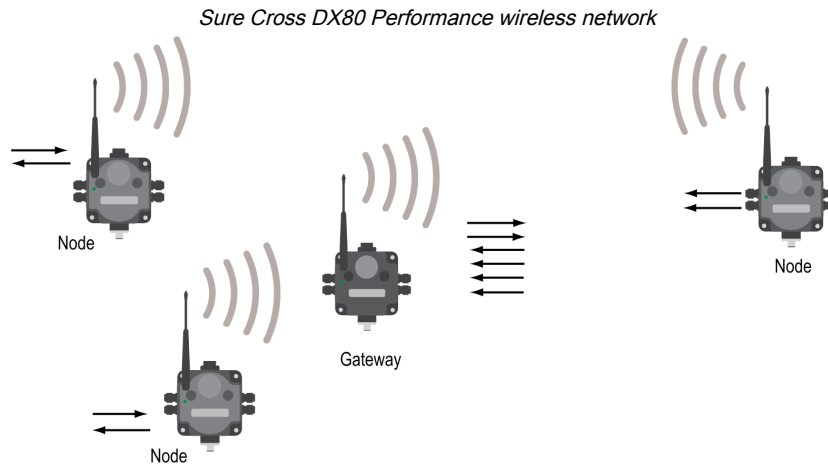 Sure Cross DX80 Performance wireless network
Node
Node
Gateway
Node